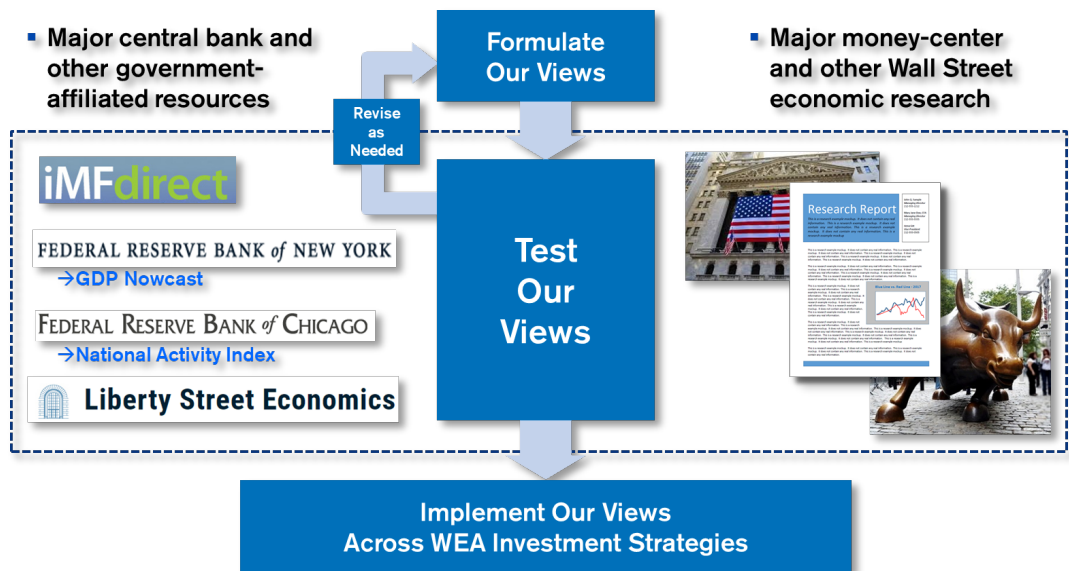 ▪ Major central bank and
other government-
affiliated resources
Formulate
Our Views
▪ Major money-center
and other Wall Street
economic research
Revise
as
Needed
iMFdirect
FEDERAL RESERVE BANK of NEW YORK
→GDP Nowcast
FEDERAL RESERVE BANK of CHICAGO
→National Activity Index
Liberty Street Economics
Test
Our
Views
Research Report
Implement Our Views
Across WEA Investment Strategies